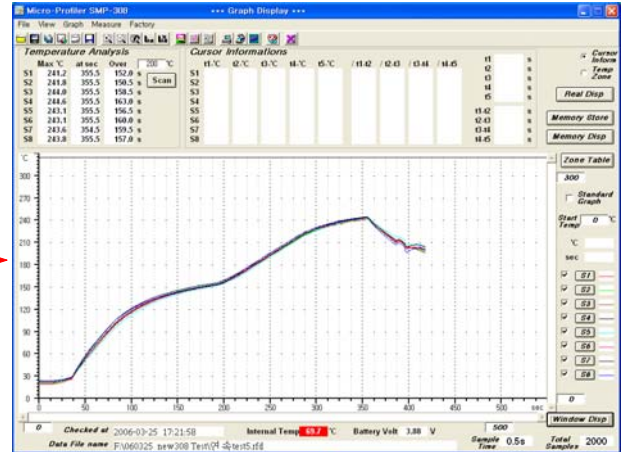 Micro-Profiler SMP-308 ••• Graph Display •••
File View Graph Measure Factory
Temperature Analysis
Max ℃ at sec Over 200 ℃
S1 241.2 355.5 152.0 s
S2 241.8 355.5 150.5 s
S3 244.0 355.5 158.5 s
S4 244.6 355.5 163.0 s
S5 243.1 355.5 156.5 s
S6 243.1 355.5 160.0 s
S7 243.6 354.5 159.5 s
S8 243.8 355.5 157.0 s
Scan
Cursor Informations
t1-℃ t2-℃ t3-℃ t4-℃ t5-℃ / t1-t2 / t2-t3 / t3-t4 / t4-t5
S1
S2
S3
S4
S5
S6
S7
S8
t1 s
t2 s
t3 s
t4 s
t5 s
t1-t2 s
t2-t3 s
t3-t4 s
t4-t5 s
Cursor Inform
Temp Zone
Real Disp
Memory Store
Memory Disp
Zone Table
300
Standard Graph
Start Temp 0 ℃
℃
sec
S1
S2
S3
S4
S5
S6
S7
S8
0
Window Disp
℃
300
270
240
210
180
150
120
90
60
30
0
0 50 100 150 200 250 300 350 400 450 500 sec
0
500
Checked at 2006-03-25 17:21:58
Internal Temp 69.7 ℃
Battery Volt 3.88 V
Sample Time 0.5s
Total Samples 2000
Data File name